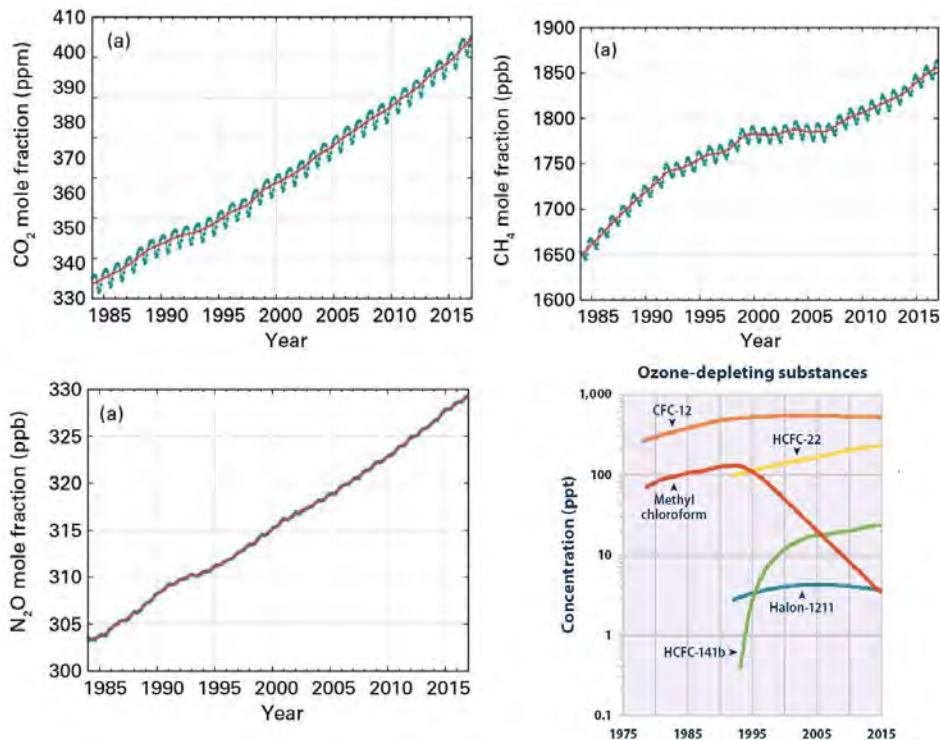 (a)
CO2 mole fraction (ppm)
410
400
390
380
370
360
350
340
330
1985 1990 1995 2000 2005 2010 2015
Year
(a)
CH4 mole fraction (ppb)
1900
1850
1800
1750
1700
1650
1600
1985 1990 1995 2000 2005 2010 2015
Year
(a)
N2O mole fraction (ppb)
330
325
320
315
310
305
300
1985 1990 1995 2000 2005 2010 2015
Year
Ozone-depleting substances
Concentration (ppt)
1,000
100
10
1
0.1
CFC-12
HCFC-22
Methyl
chloroform
Halon-1211
HCFC-141b
1975 1985 1995 2005 2015